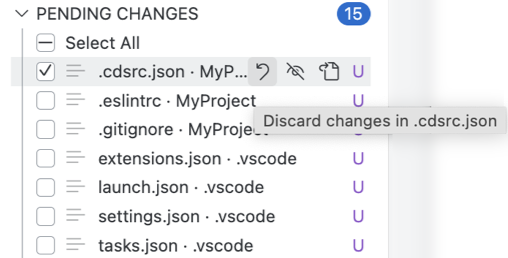 PENDING CHANGES 15
Select All
.cdsrc.json · MyP... U
.eslintrc · MyProject U
Discard changes in .cdsrc.json
.gitignore · MyProject U
extensions.json · .vscode U
launch.json · .vscode U
settings.json · .vscode U
tasks.json · .vscode U